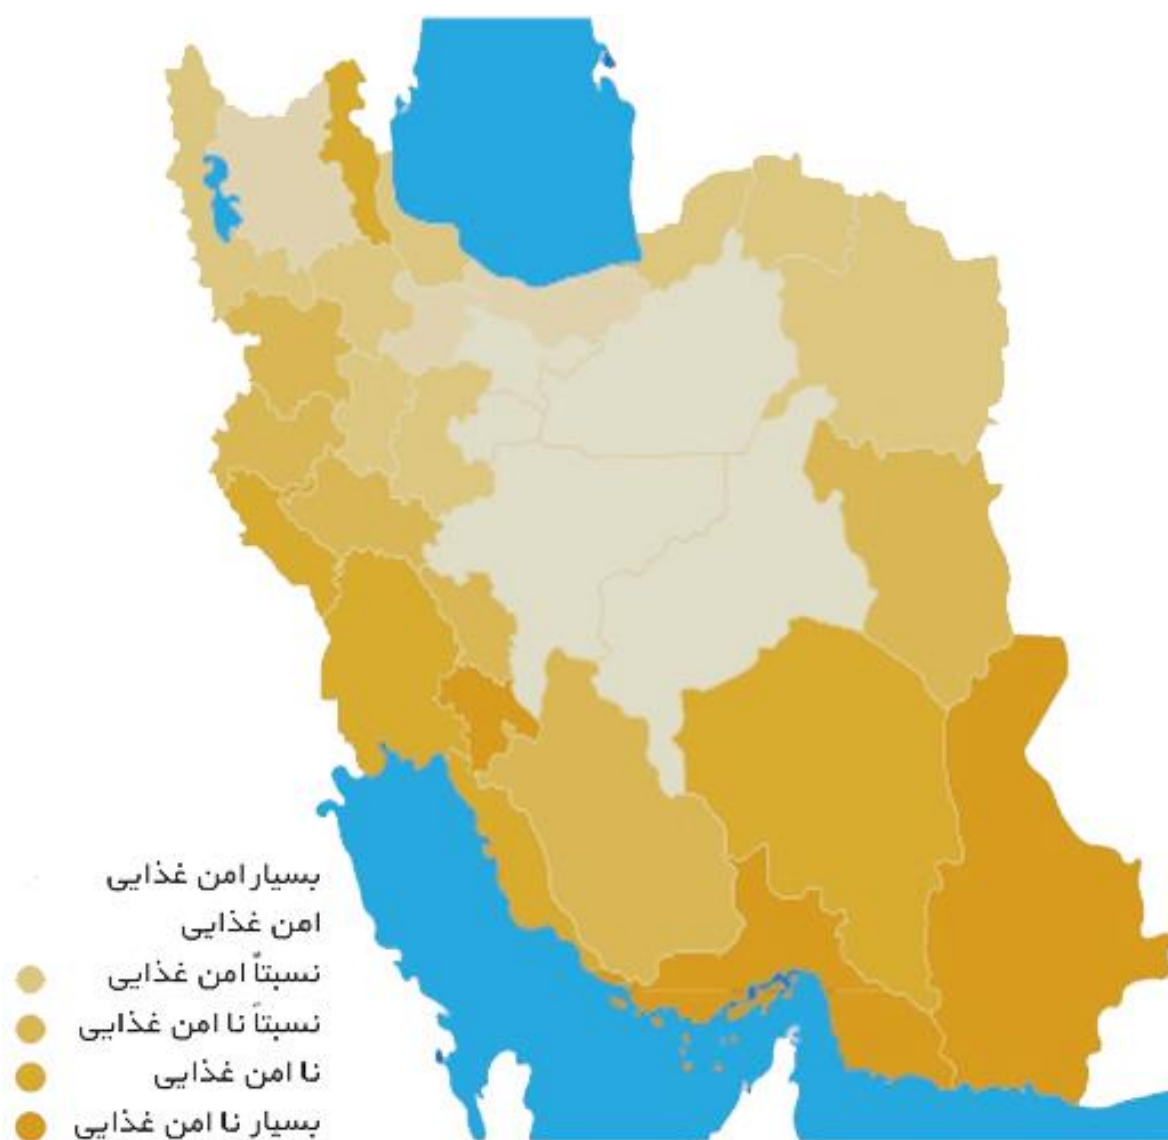 بسیار امن غذایی
امن غذایی
نسبتاً امن غذایی
نسبتاً نا امن غذایی
نا امن غذایی
بسیار نا امن غذایی